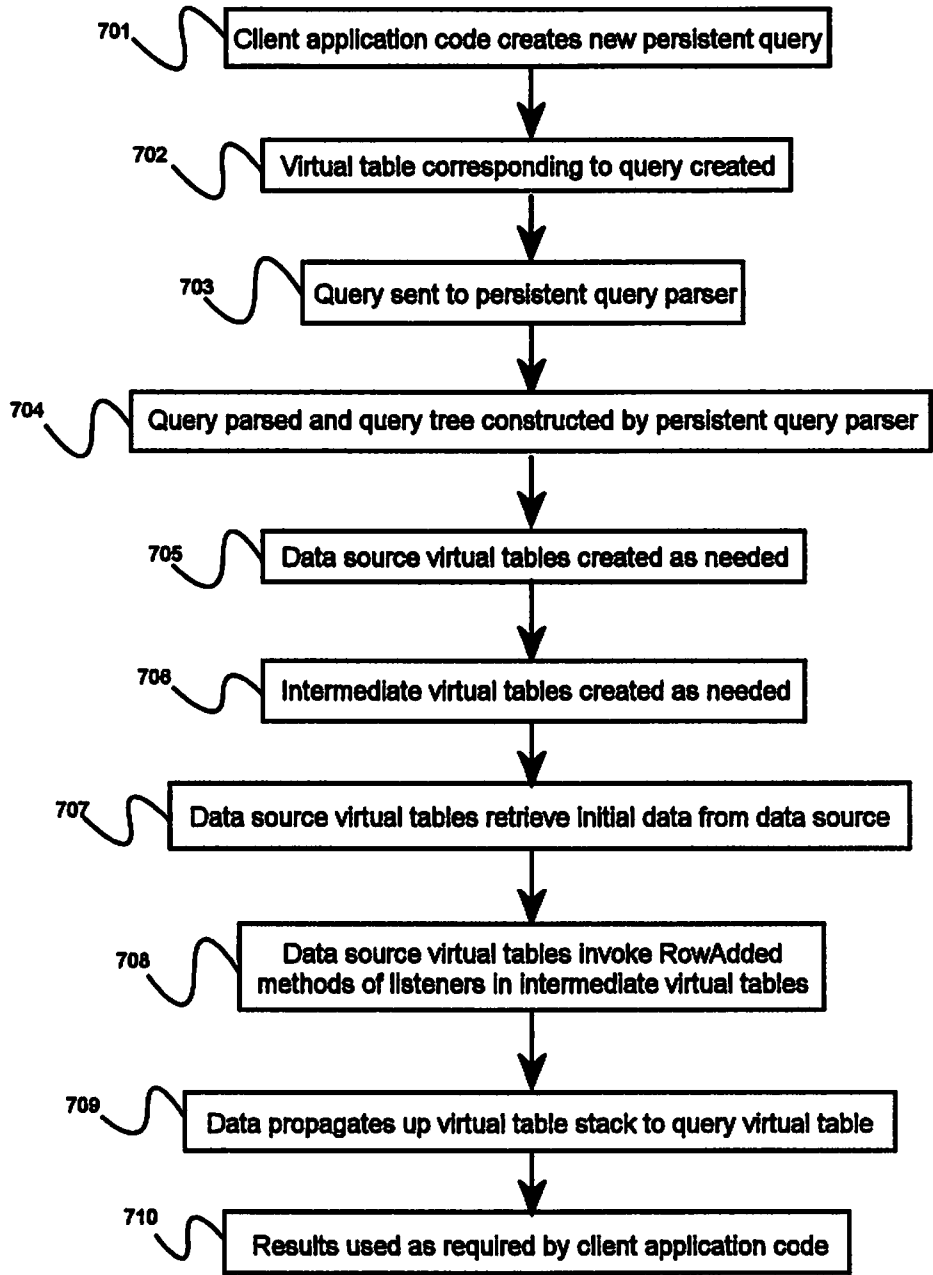 701
Client application code creates new persistent query
702
Virtual table corresponding to query created
703
Query sent to persistent query parser
704
Query parsed and query tree constructed by persistent query parser
705
Data source virtual tables created as needed
706
Intermediate virtual tables created as needed
707
Data source virtual tables retrieve initial data from data source
708
Data source virtual tables invoke RowAdded
methods of listeners in intermediate virtual tables
709
Data propagates up virtual table stack to query virtual table
710
Results used as required by client application code